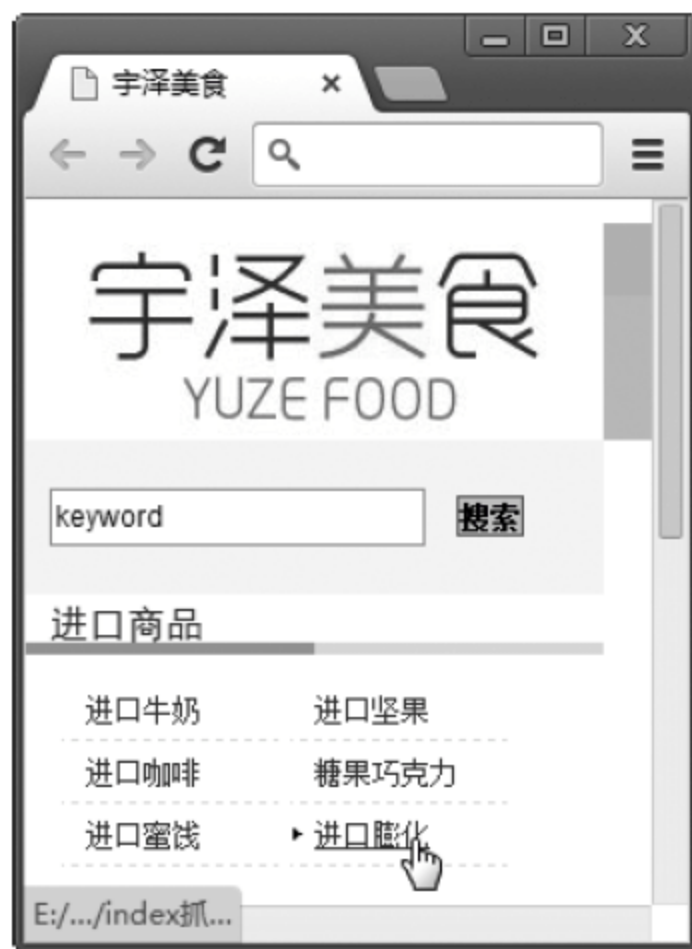 宇泽美食
宇泽美食
YUZE FOOD
keyword 搜索
进口商品
进口牛奶 进口坚果
进口咖啡 糖果巧克力
进口蜜饯 进口膨化
E:/.../index抓...